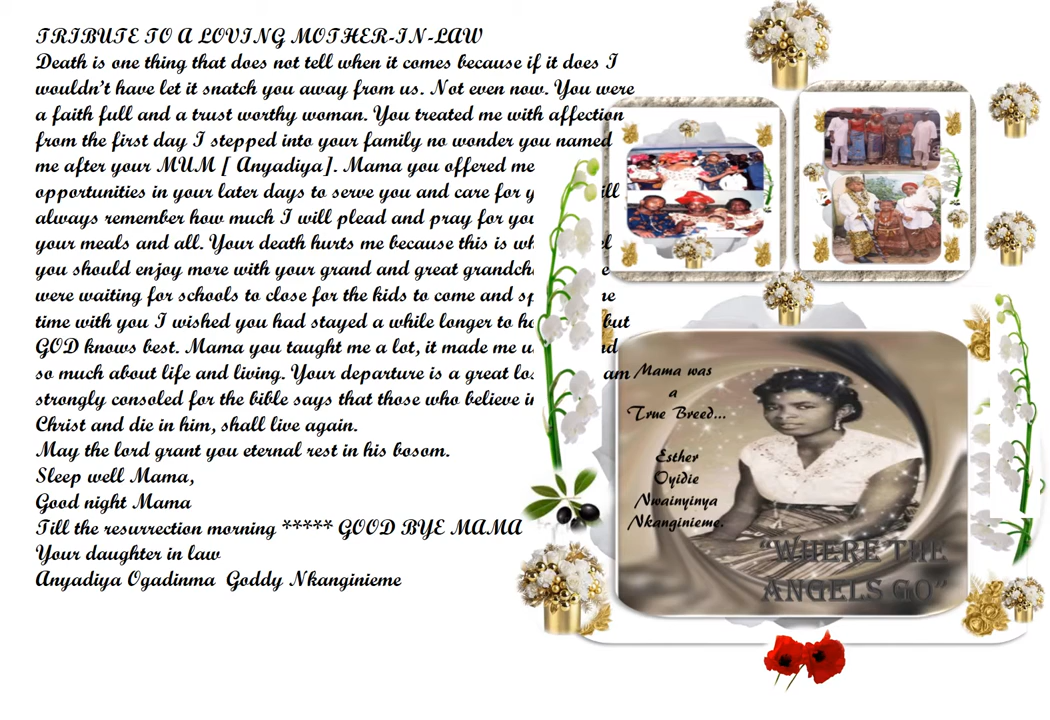 TRIBUTE TO A LOVING MOTHER-IN-LAW
Death is one thing that does not tell when it comes because if it does I
wouldn't have let it snatch you away from us. Not even now. You were
a faith full and a trust worthy woman. You treated me with affection
from the first day I stepped into your family no wonder you named
me after your MUM [ Anyadiya]. Mama you offered me
opportunities in your later days to serve you and care for
always remember how much I will plead and pray for
your meals and all. Your death hurts me because this is
you should enjoy more with your grand and great
were waiting for schools to close for the kids to come and
time with you I wished you had stayed a while longer to but
GOD knows best. Mama you taught me a lot, it made me
so much about life and living. Your departure is a great am
strongly consoled for the bible says that those who believe in
Christ and die in him, shall live again.
May the lord grant you eternal rest in his bosom.
Sleep well Mama,
Good night Mama
Till the resurrection morning ***** GOOD BYE MAMA
Your daughter in law
Anyadiya Ogadinma Goddy Nkanginieme
Mama was
a
True Breed...
Esther
Oyidie
Nwainyinya
Nkanginieme.
"WHERE THE
ANGELS GO"